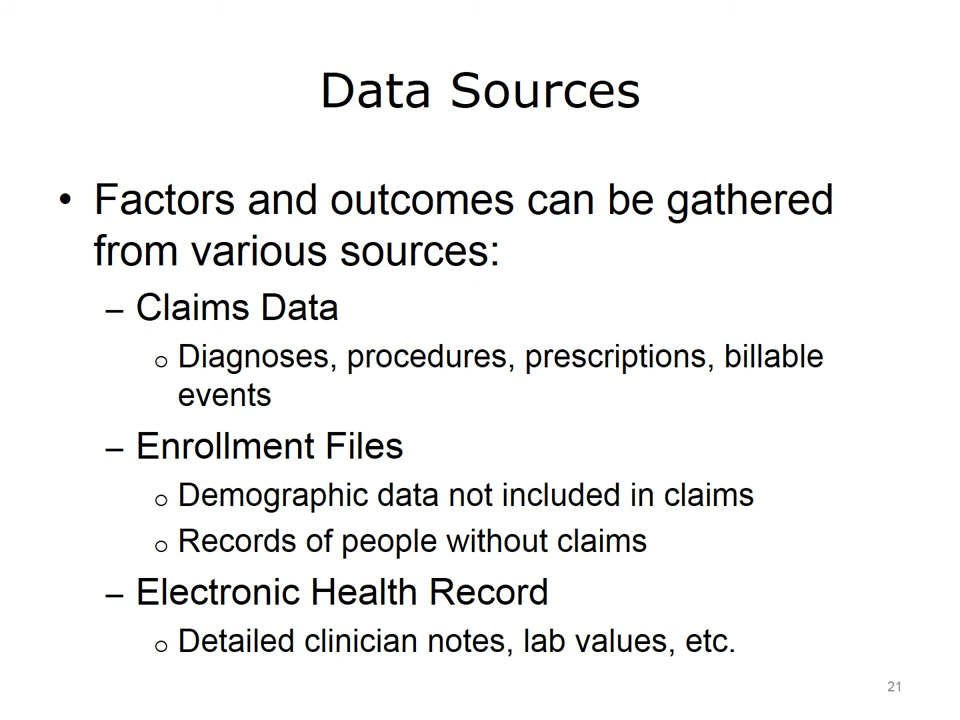 Data Sources
• Factors and outcomes can be gathered
from various sources:
– Claims Data
o Diagnoses, procedures, prescriptions, billable
events
– Enrollment Files
o Demographic data not included in claims
o Records of people without claims
– Electronic Health Record
o Detailed clinician notes, lab values, etc.
21